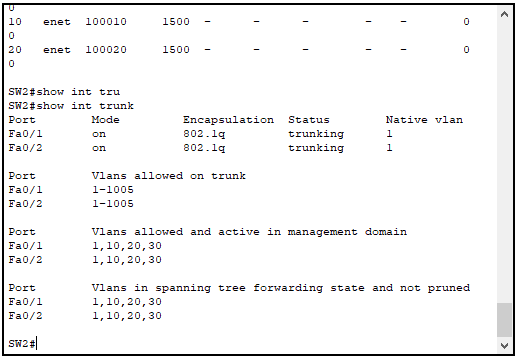 0
10 enet 100010 1500 - - - - - 0
0
20 enet 100020 1500 - - - - - 0
0
SW2#show int tru
SW2#show int trunk
Port Mode Encapsulation Status Native vlan
Fa0/1 on 802.1q trunking 1
Fa0/2 on 802.1q trunking 1
Port Vlans allowed on trunk
Fa0/1 1-1005
Fa0/2 1-1005
Port Vlans allowed and active in management domain
Fa0/1 1,10,20,30
Fa0/2 1,10,20,30
Port Vlans in spanning tree forwarding state and not pruned
Fa0/1 1,10,20,30
Fa0/2 1,10,20,30
SW2#